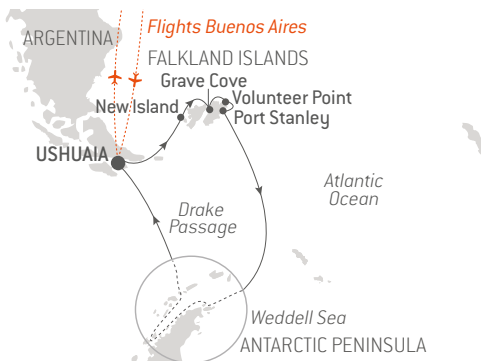 Flights Buenos Aires
ARGENTINA
FALKLAND ISLANDS
Grave Cove
Volunteer Point
New Island
Port Stanley
USHUAIA
Atlantic
Ocean
Drake
Passage
Weddell Sea
ANTARCTIC PENINSULA